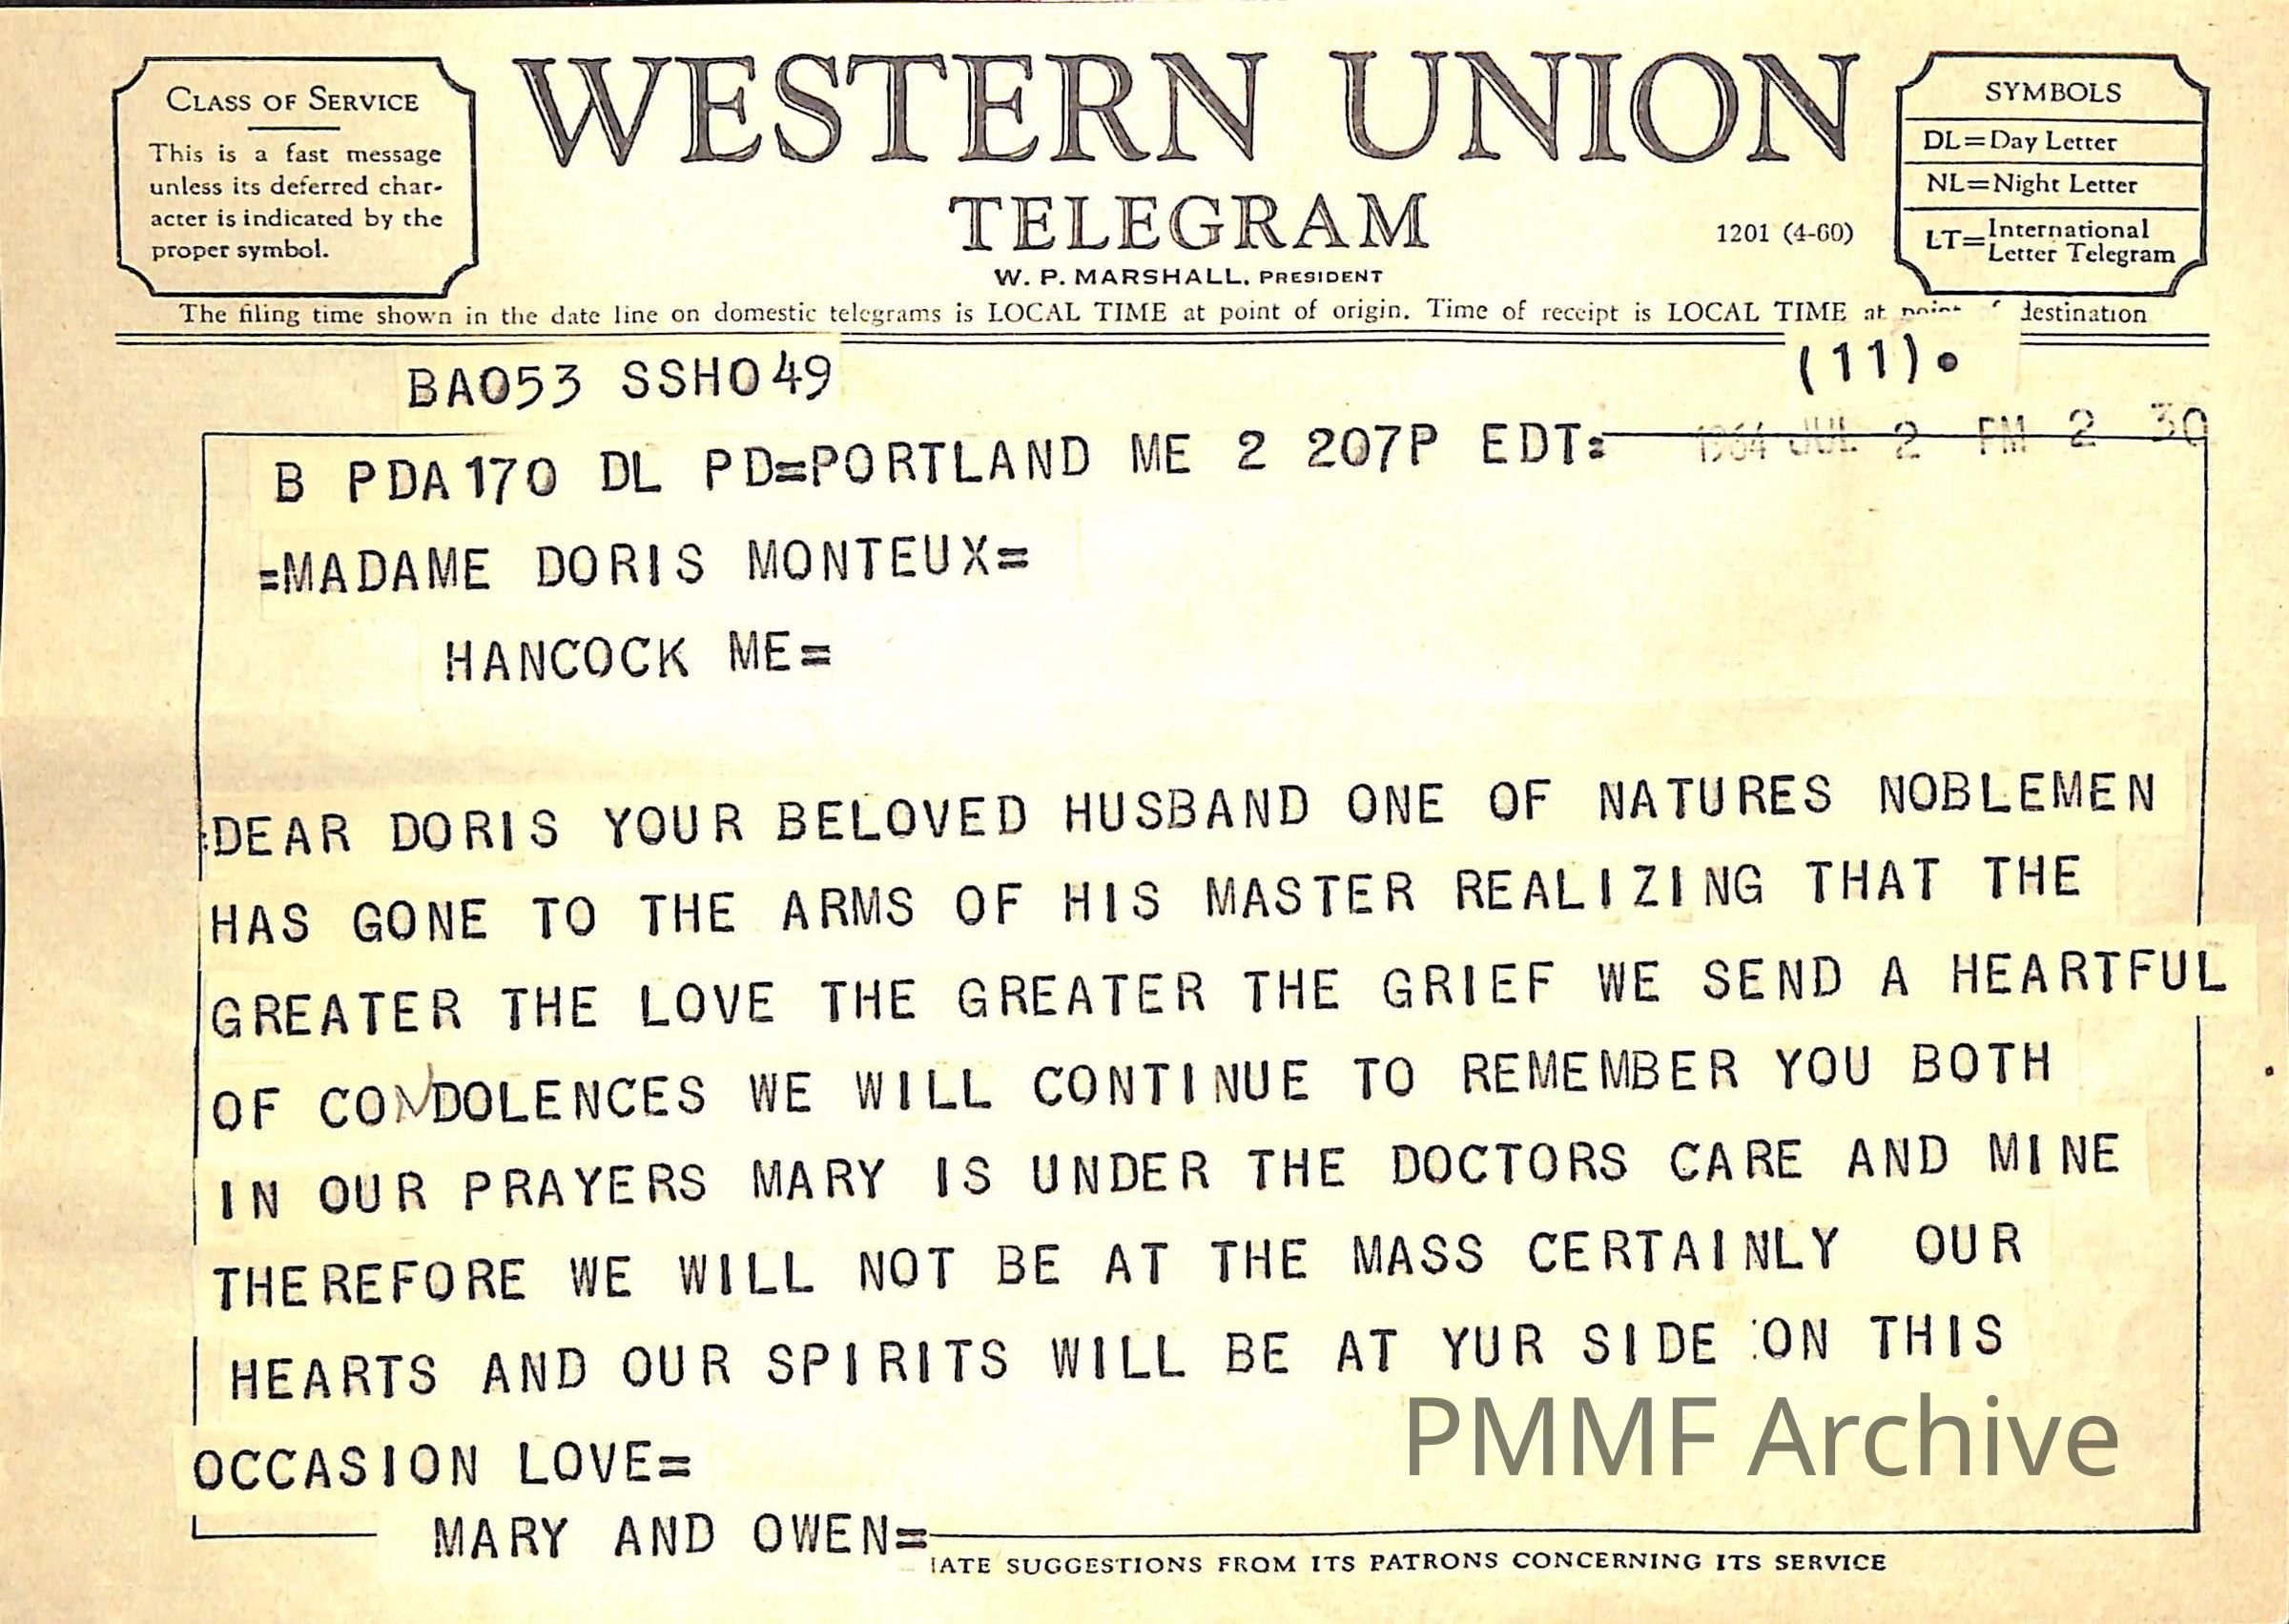 CLASS OF SERVICE
This is a fast message
unless its deferred char-
acter is indicated by the
proper symbol.
WESTERN UNION
TELEGRAM
W. P. MARSHALL, PRESIDENT
1201 (4-60)
SYMBOLS
DL=Day Letter
NL=Night Letter
LT=International
Letter Telegram
The filing time shown in the date line on domestic telegrams is LOCAL TIME at point of origin. Time of receipt is LOCAL TIME at destination
BA053 SSH049
(11).
1964 JUL 2 PM 2 30
B PDA170 DL PD=PORTLAND ME 2 207P EDT=
=MADAME DORIS MONTEUX=
HANCOCK ME=
:DEAR DORIS YOUR BELOVED HUSBAND ONE OF NATURES NOBLEMEN
HAS GONE TO THE ARMS OF HIS MASTER REALIZING THAT THE
GREATER THE LOVE THE GREATER THE GRIEF WE SEND A HEARTFUL
OF CONDOLENCES WE WILL CONTINUE TO REMEMBER YOU BOTH
IN OUR PRAYERS MARY IS UNDER THE DOCTORS CARE AND MINE
THEREFORE WE WILL NOT BE AT THE MASS CERTAINLY OUR
HEARTS AND OUR SPIRITS WILL BE AT YUR SIDE :ON THIS
OCCASION LOVE=
MARY AND OWEN=
PMMF Archive
IATE SUGGESTIONS FROM ITS PATRONS CONCERNING ITS SERVICE